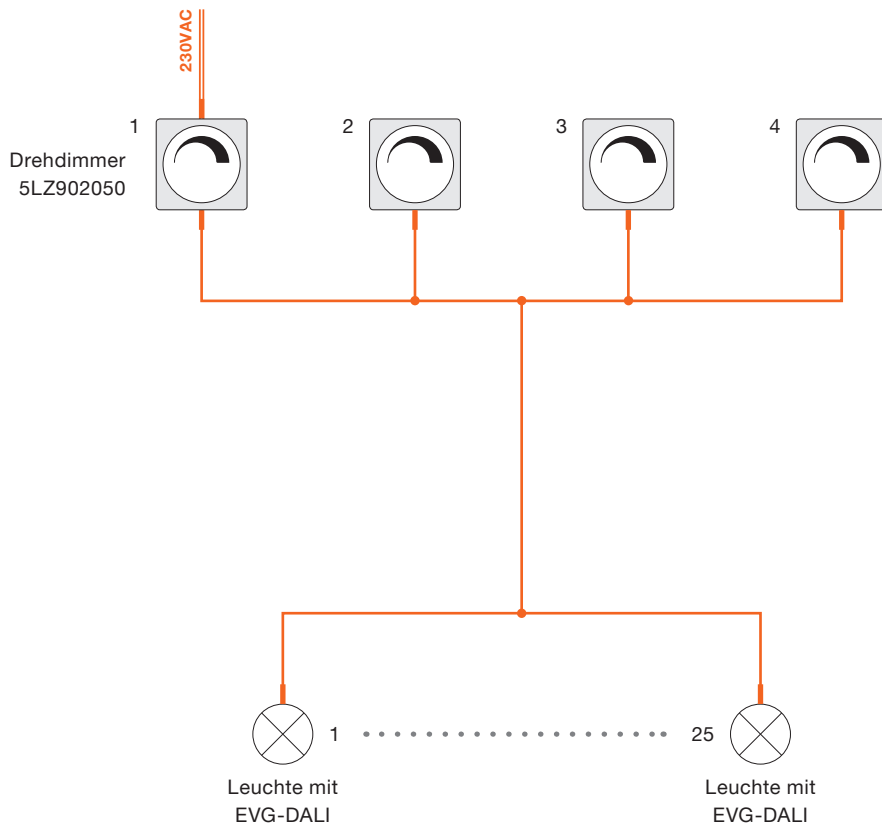 230VAC
1
2
3
4
Drehdimmer
5LZ902050
1
25
Leuchte mit
EVG-DALI
Leuchte mit
EVG-DALI